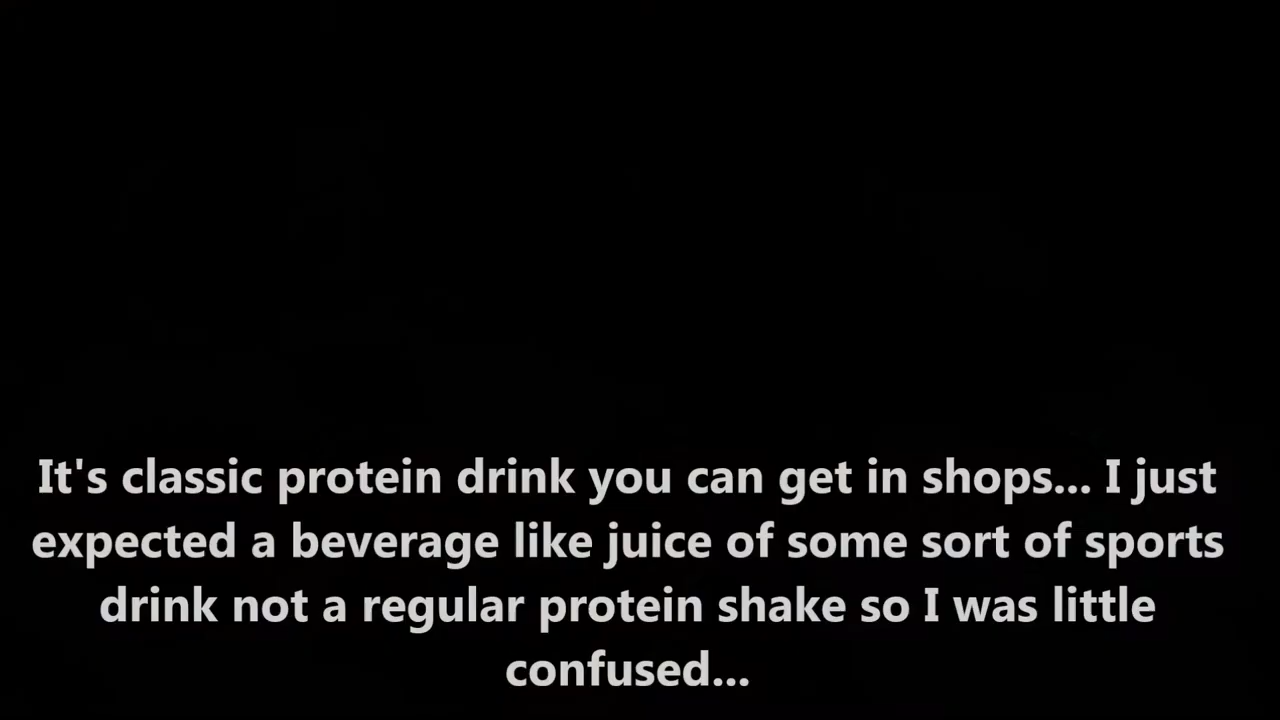 It's classic protein drink you can get in shops... I just
expected a beverage like juice of some sort of sports
drink not a regular protein shake so I was little
confused...